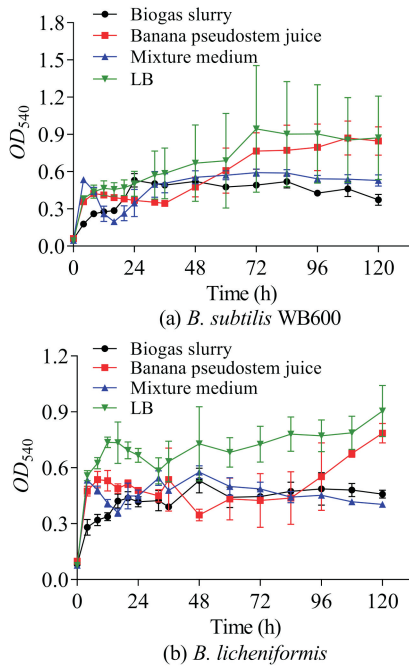 Biogas slurry
Banana pseudostem juice
Mixture medium
LB
OD540
1.8
1.5
1.2
0.9
0.6
0.3
0.0
0 24 48 72 96 120
Time (h)
(a) B. subtilis WB600
Biogas slurry
Banana pseudostem juice
Mixture medium
LB
OD540
1.2
0.9
0.6
0.3
0.0
0 24 48 72 96 120
Time (h)
(b) B. licheniformis